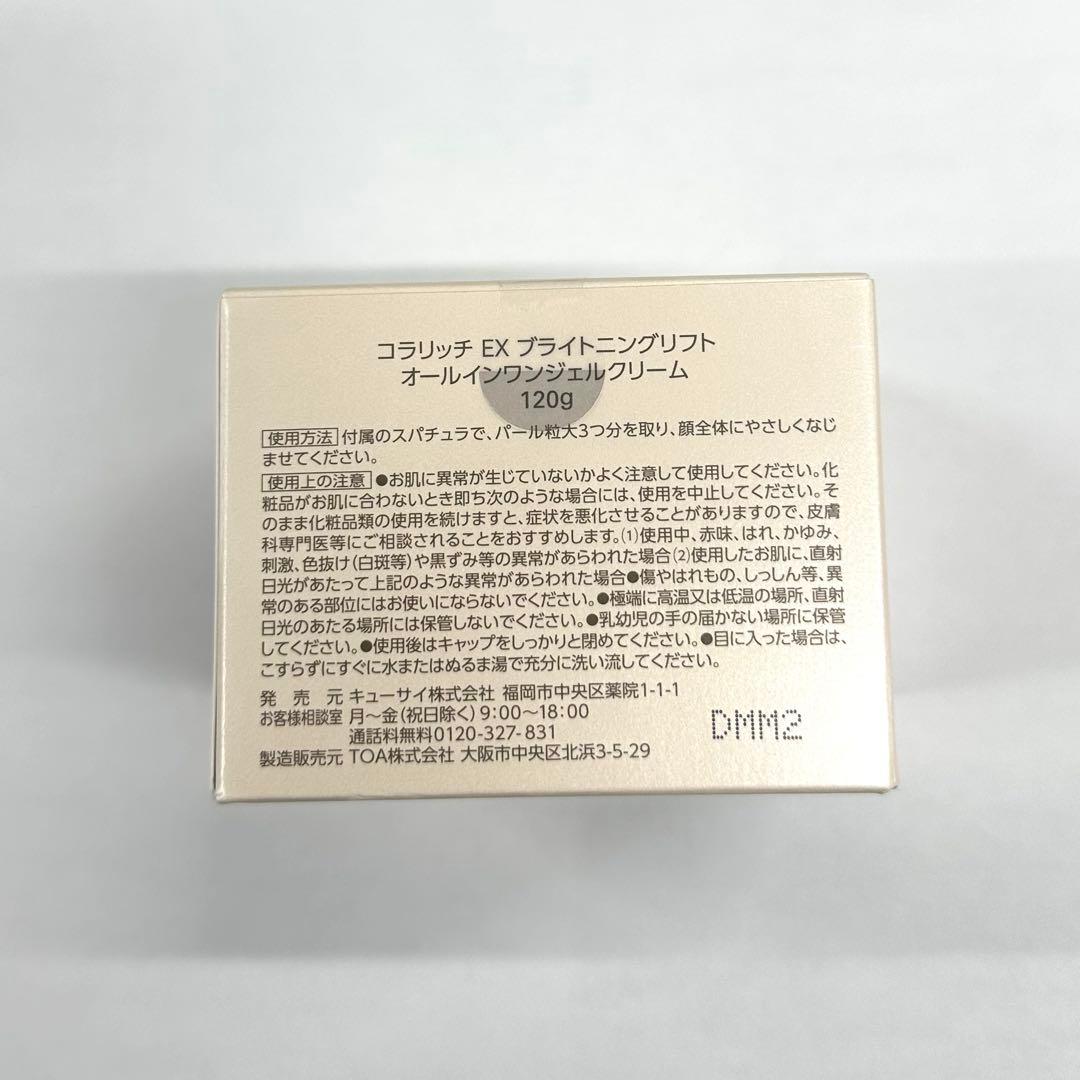 コラリッチ EX ブライトニングリフト
オールインワンジェルクリーム
120g
使用方法 付属のスパチュラで、パール粒大3つ分を取り、顔全体にやさしくなじ
ませてください。
使用上の注意 ●お肌に異常が生じていないかよく注意して使用してください。化
粧品がお肌に合わないとき即ち次のような場合には、使用を中止してください。そ
のまま化粧品類の使用を続けますと、症状を悪化させることがありますので、皮膚
科専門医等にご相談されることをおすすめします。(1)使用中、赤味、はれ、かゆみ、
刺激、色抜け(白斑等)や黒ずみ等の異常があらわれた場合(2)使用したお肌に、直射
日光があたって上記のような異常があらわれた場合●傷やはれもの、しっしん等、異
常のある部位にはお使いにならないでください。●極端に高温又は低温の場所、直射
日光のあたる場所には保管しないでください。●乳幼児の手の届かない場所に保管
してください。●使用後はキャップをしっかりと閉めてください。●目に入った場合は、
こすらずにすぐに水またはぬるま湯で充分に洗い流してください。
発売元 キューサイ株式会社 福岡市中央区薬院1-1-1
お客様相談室 月～金(祝日除く)9:00～18:00
通話料無料0120-327-831
製造販売元 TOA株式会社 大阪市中央区北浜3-5-29
DMM2